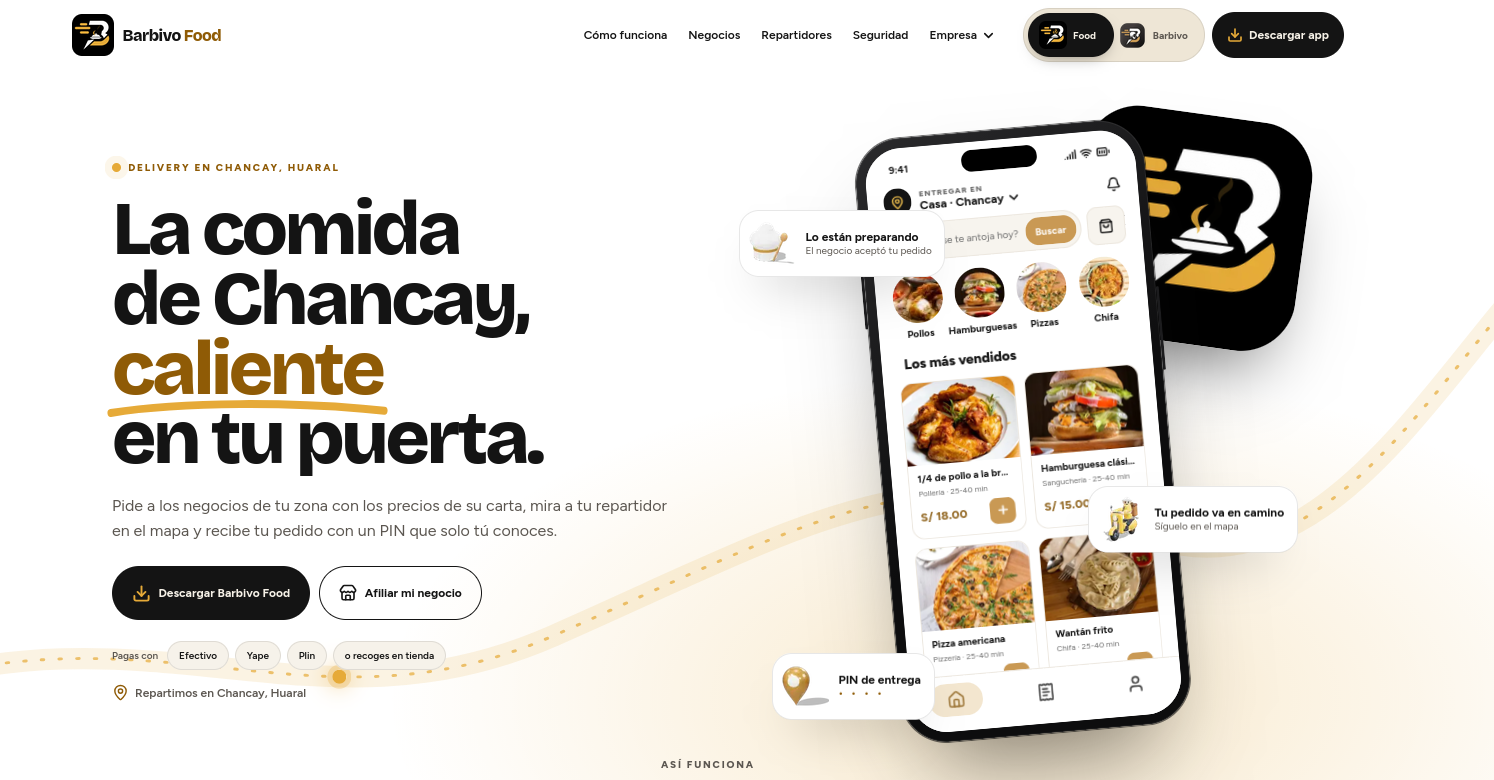 Barbivo Food
Cómo funciona
Negocios
Repartidores
Seguridad
Empresa
Food
Barbivo
Descargar app
DELIVERY EN CHANCAY, HUARAL
La comida
de Chancay,
caliente
en tu puerta.
Pide a los negocios de tu zona con los precios de su carta, mira a tu repartidor
en el mapa y recibe tu pedido con un PIN que solo tú conoces.
Descargar Barbivo Food
Afiliar mi negocio
Pagas con
Efectivo
Yape
Plin
o recoges en tienda
Repartimos en Chancay, Huaral
9:41
ENTREGAR EN
Casa · Chancay
se te antoja hoy?
Buscar
Lo están preparando
El negocio aceptó tu pedido
Pollos
Hamburguesas
Pizzas
Chifa
Los más vendidos
1/4 de pollo a la br...
Pollería · 25-40 min
S/ 18.00
Hamburguesa clási...
Sanguchería · 25-40 min
S/ 15.00
Tu pedido va en camino
Síguelo en el mapa
Pizza americana
Pizzería · 25-40 min
Wantán frito
Chifa · 25-40 min
PIN de entrega
ASÍ FUNCIONA